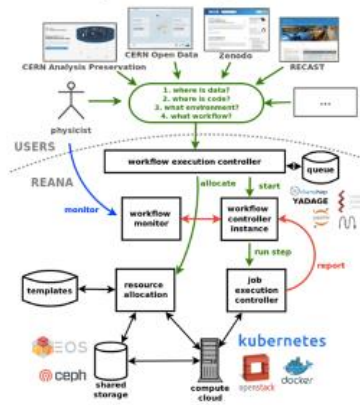 CERN Analysis Preservation
CERN Open Data
Zenodo
RECAST
1. where is data?
2. where is code?
3. what environment?
4. what workflow?
...
physicist
USERS
REANA
workflow execution controller
queue
allocate
start
YADAGE
monitor
workflow
monitor
workflow
controller
instance
run step
report
templates
resource
allocation
job
execution
controller
EOS
ceph
shared
storage
compute
cloud
kubernetes
openstack
docker